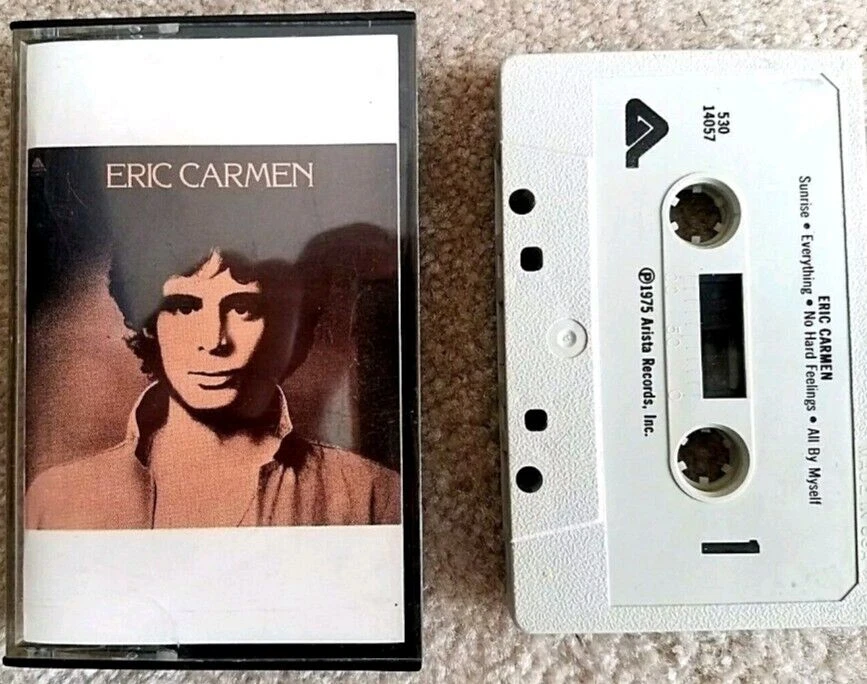 ERIC CARMEN
530
14057
ERIC CARMEN
Sunrise • Everything • No Hard Feelings • All By Myself
℗1975 Arista Records, Inc.
1